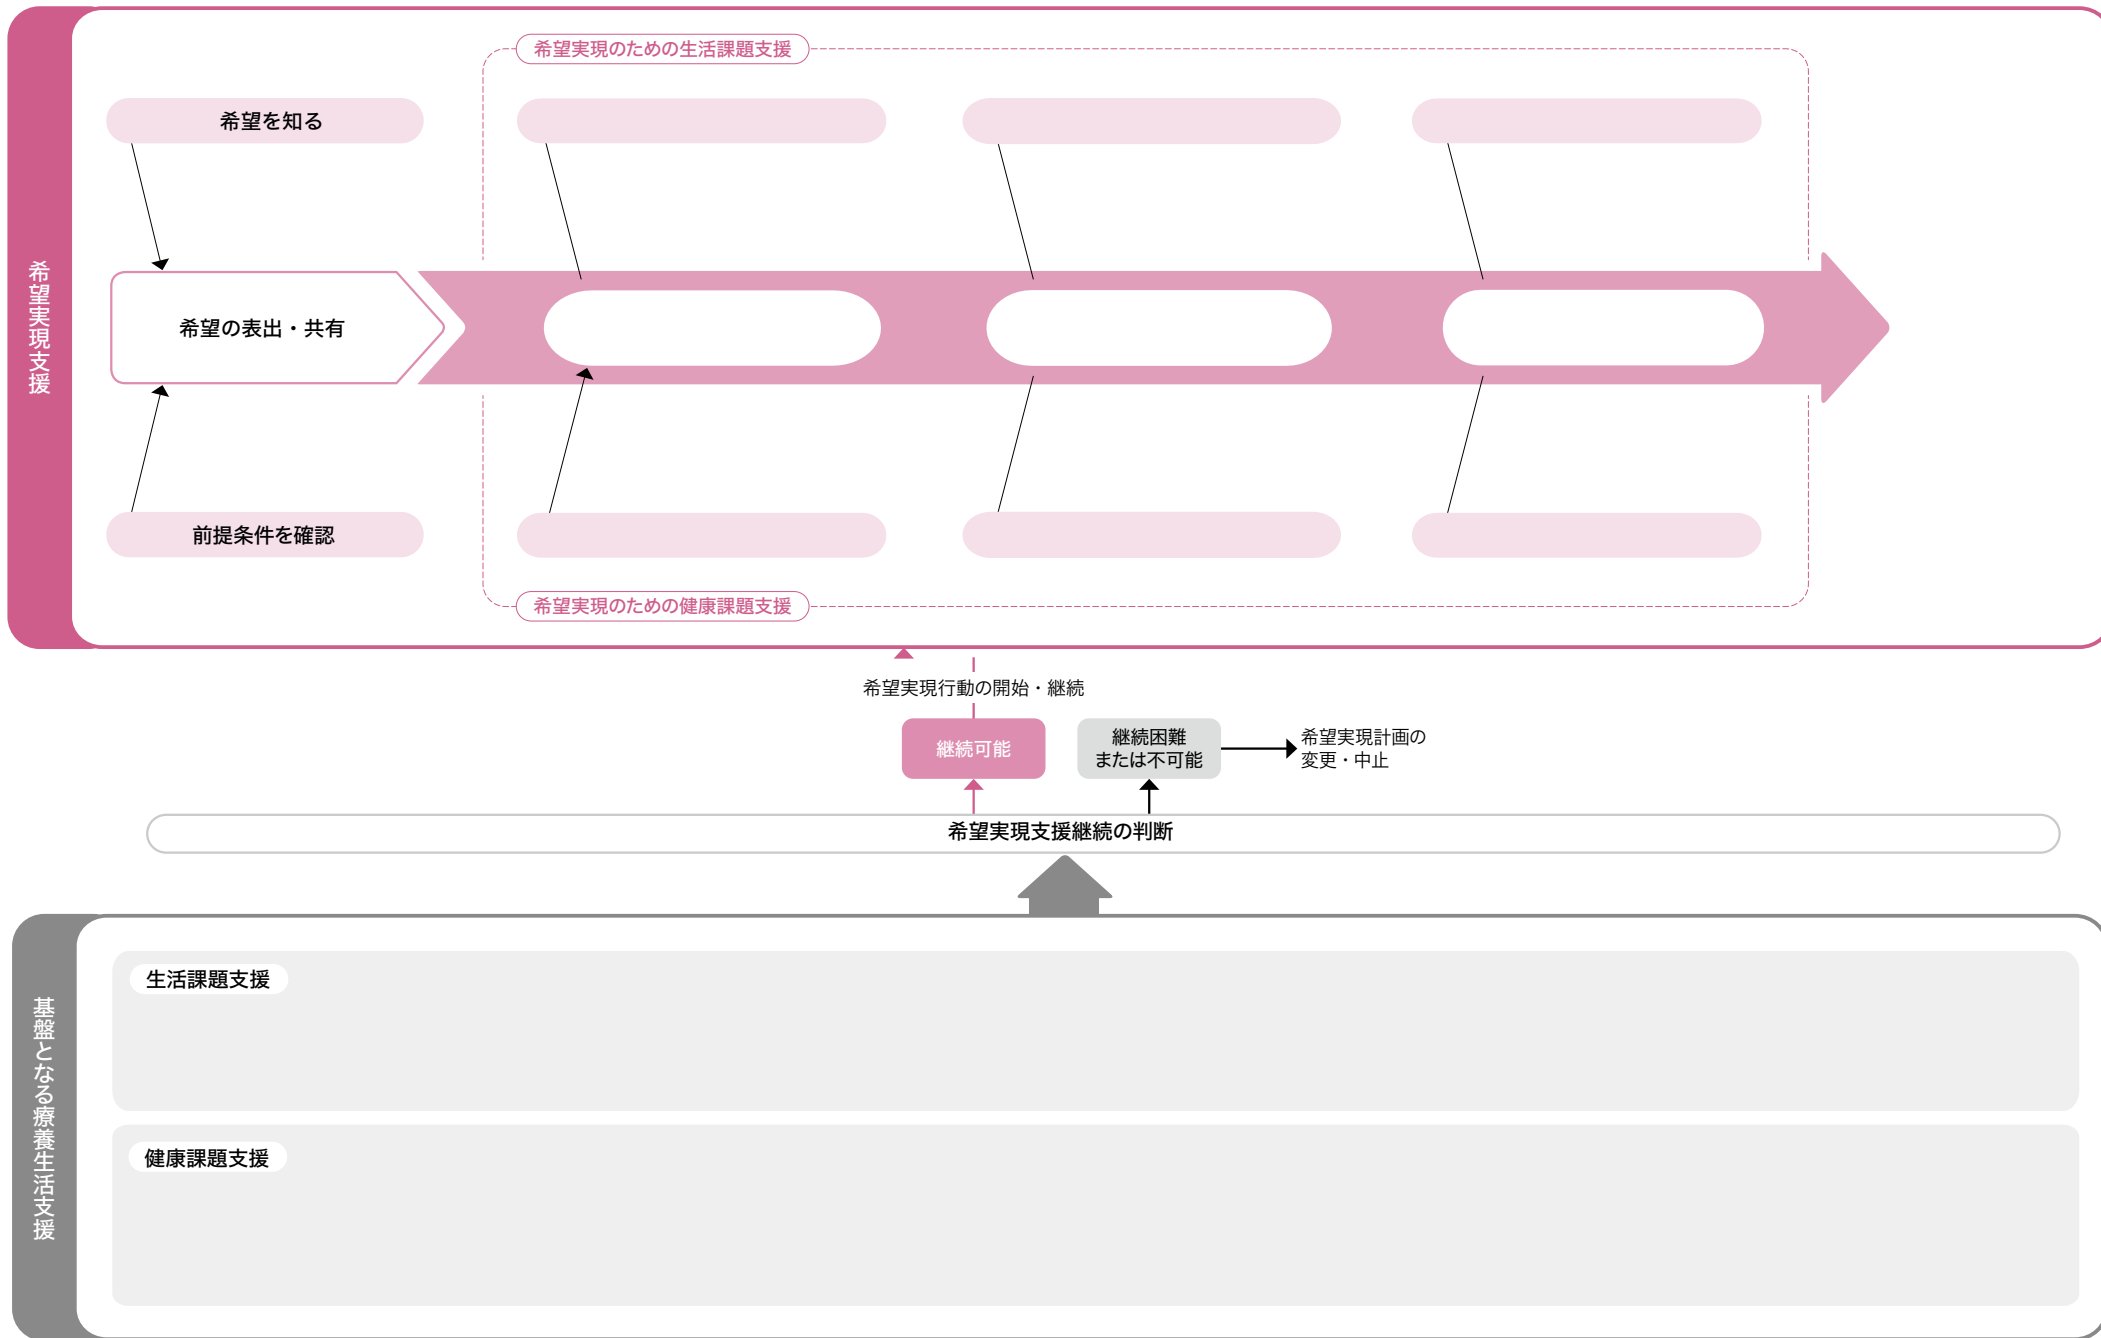 希望実現支援
希望実現のための生活課題支援
希望を知る
希望の表出・共有
前提条件を確認
希望実現のための健康課題支援
希望実現行動の開始・継続
継続可能
継続困難
または不可能
希望実現計画の
変更・中止
希望実現支援継続の判断
基盤となる療養生活支援
生活課題支援
健康課題支援